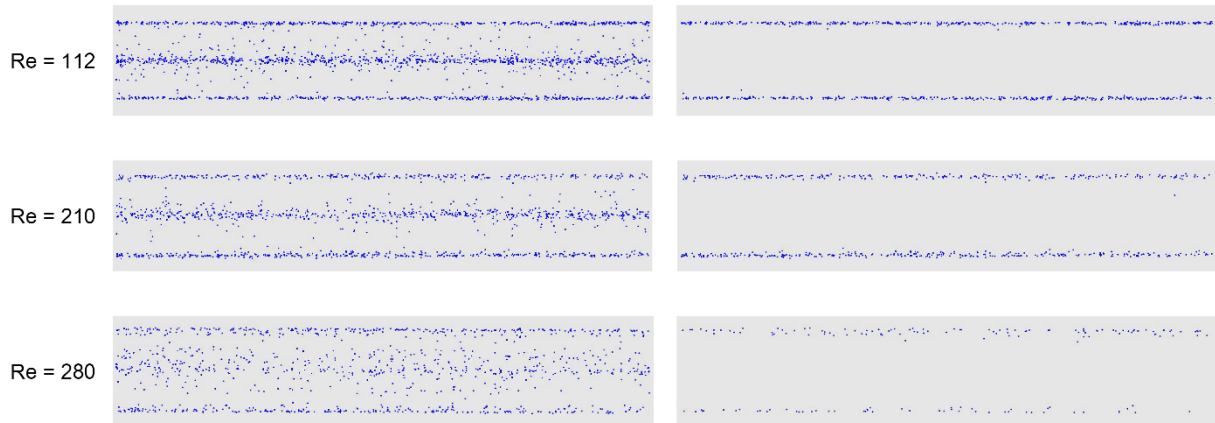 Re = 112
Re = 210
Re = 280